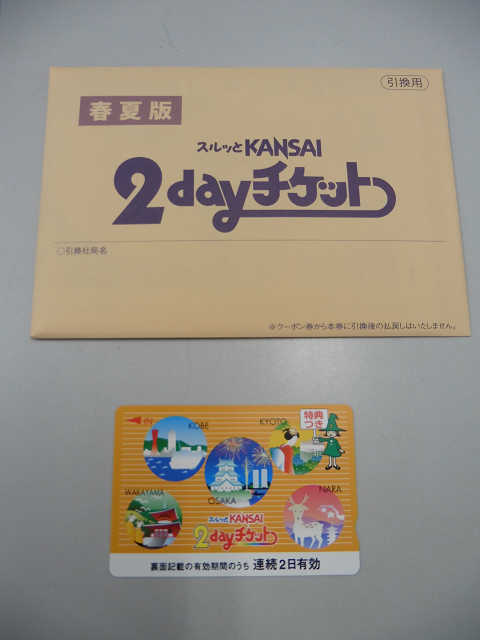 引換用
春夏版
スルッとKANSAI
2dayチケット
○引換社局名
※クーポン券から本券に引換後の払戻しはいたしません。
IN
KOBE
KYOTO
特典
つき
OSAKA
WAKAYAMA
NARA
スルッとKANSAI
2dayチケット
裏面記載の有効期間のうち 連続2日有効